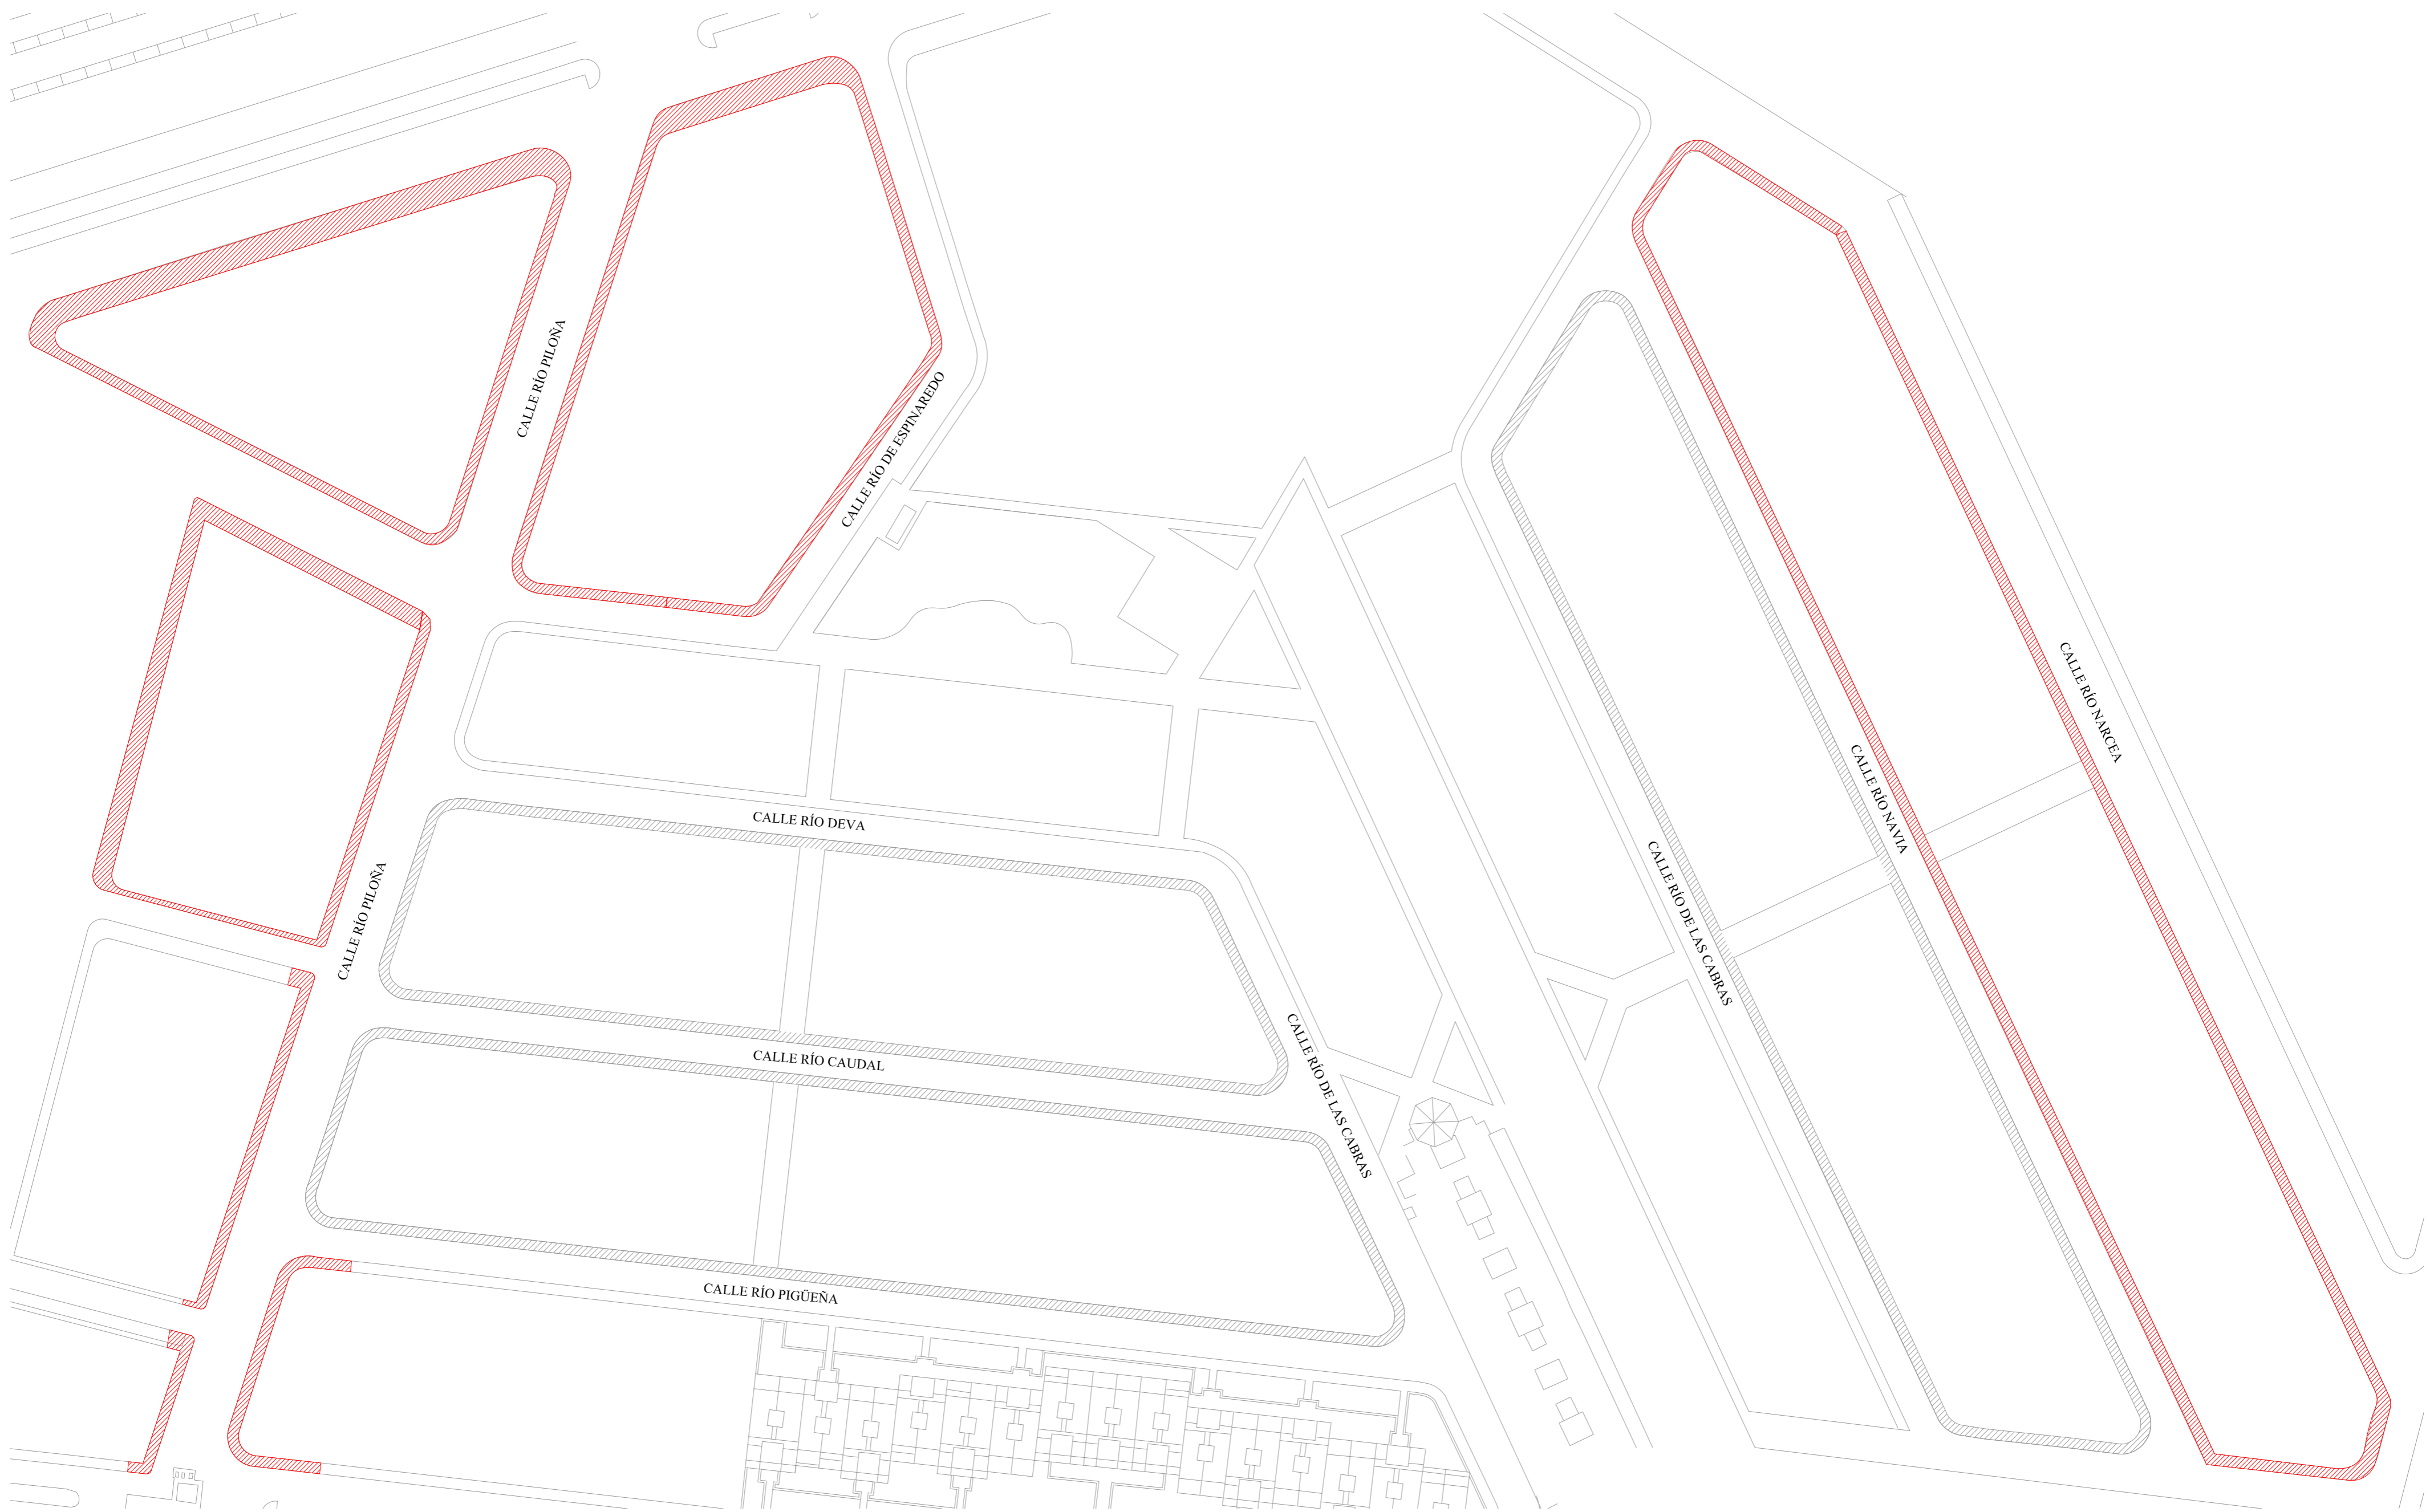 CALLE RÍO PILOÑA
CALLE RÍO DE ESPINAREDO
CALLE RÍO NARCEA
CALLE RÍO NAVIA
CALLE RÍO DEVA
CALLE RÍO DE LAS CABRAS
CALLE RÍO PILOÑA
CALLE RÍO CAUDAL
CALLE RÍO DE LAS CABRAS
CALLE RÍO PIGÜEÑA